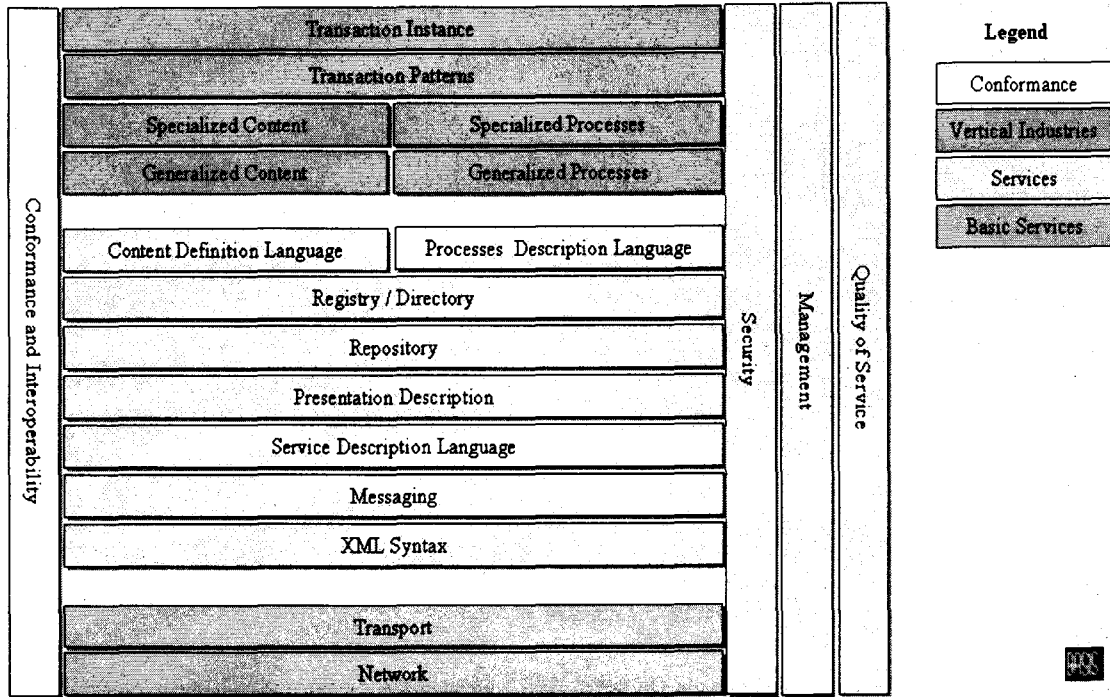 Transaction Instance
Transaction Patterns
Specialized Content
Specialized Processes
Generalized Content
Generalized Processes
Content Definition Language
Processes Description Language
Registry / Directory
Repository
Presentation Description
Service Description Language
Messaging
XML Syntax
Transport
Network
Conformance and Interoperability
Security
Management
Quality of Service
Legend
Conformance
Vertical Industries
Services
Basic Services